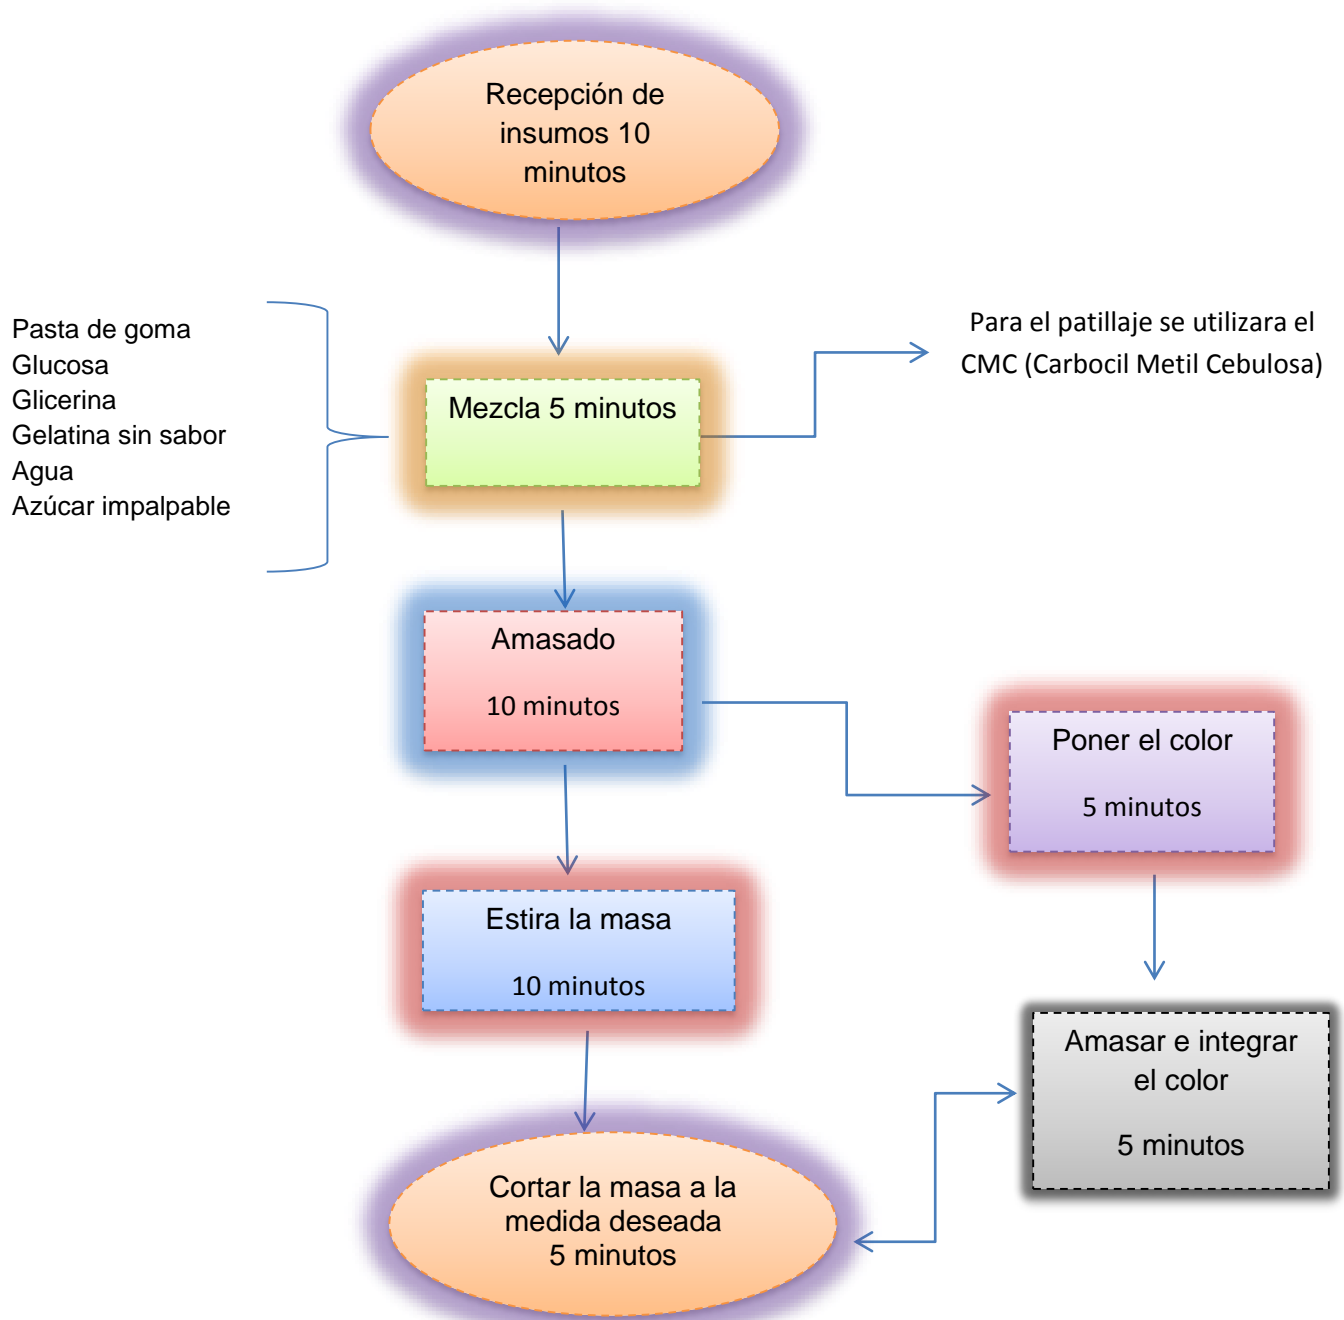 Recepción de
insumos 10
minutos
Pasta de goma
Glucosa
Glicerina
Gelatina sin sabor
Agua
Azúcar impalpable
Mezcla 5 minutos
Para el patillaje se utilizara el
CMC (Carbocil Metil Cebulosa)
Amasado
10 minutos
Poner el color
5 minutos
Estira la masa
10 minutos
Amasar e integrar
el color
5 minutos
Cortar la masa a la
medida deseada
5 minutos